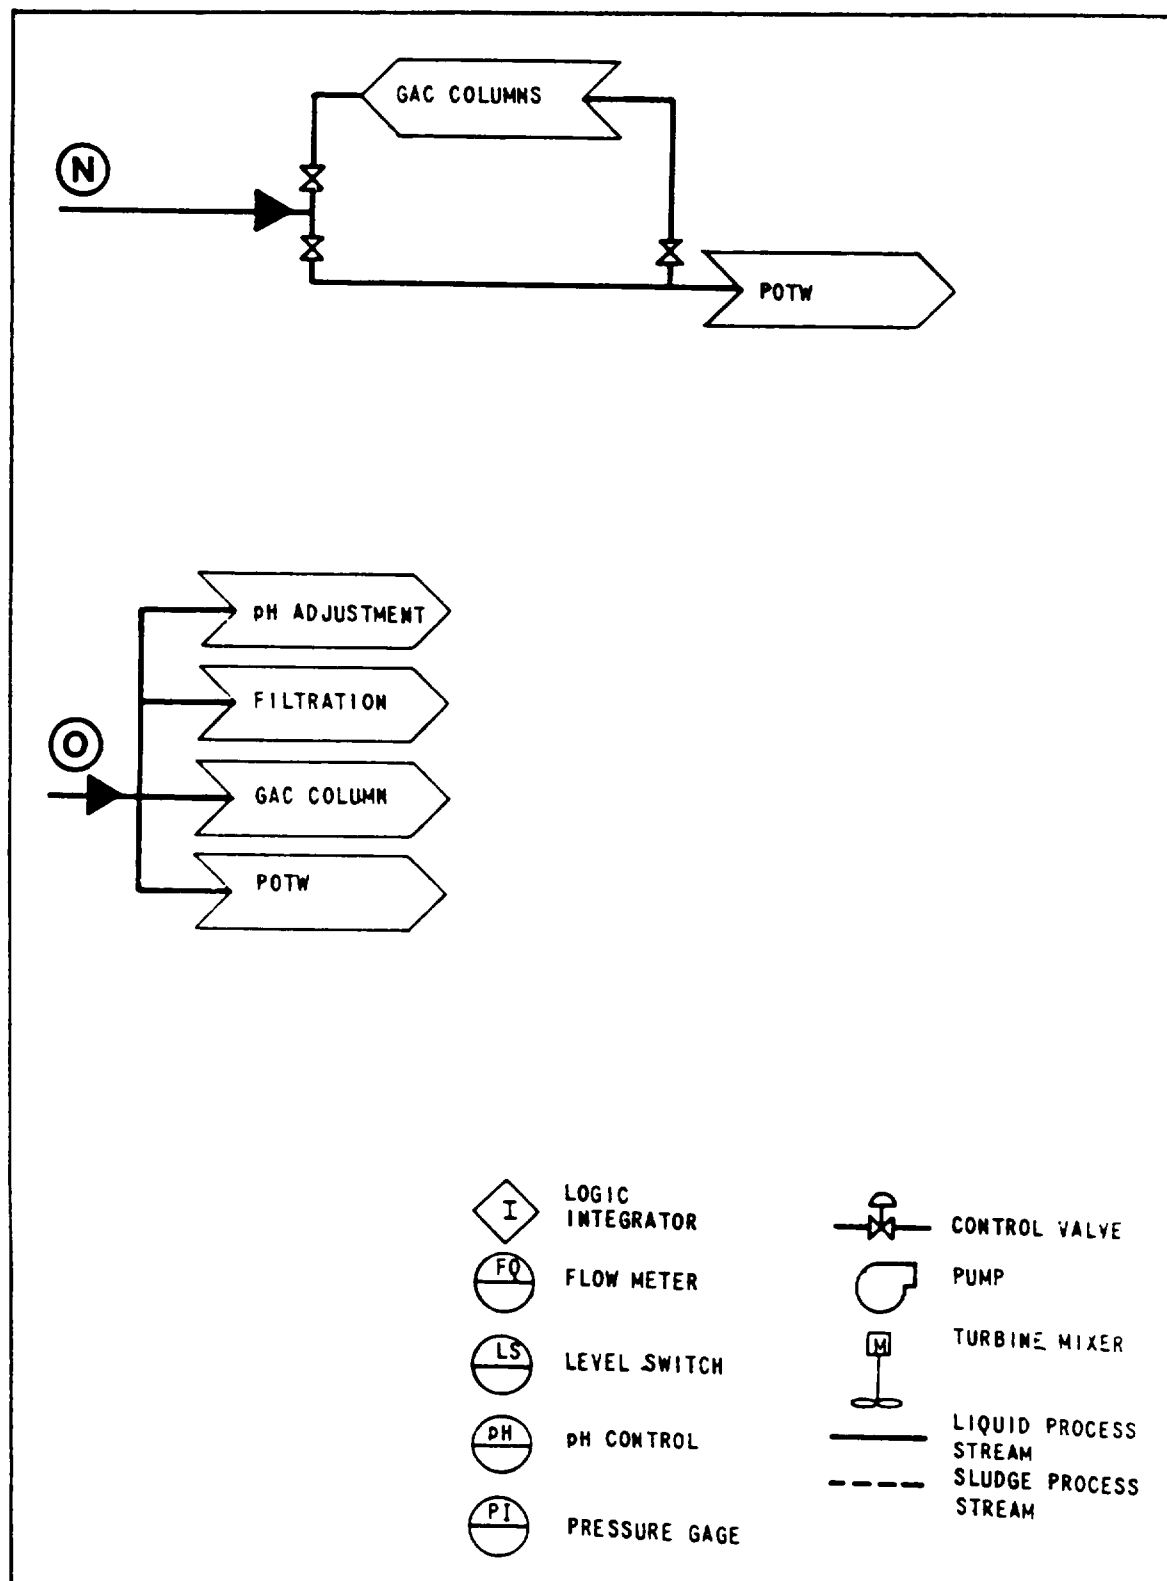 GAC COLUMNS
N
POTW
pH ADJUSTMENT
FILTRATION
O
GAC COLUMN
POTW
I
LOGIC
INTEGRATOR
FQ
FLOW METER
LS
LEVEL SWITCH
pH
pH CONTROL
PI
PRESSURE GAGE
CONTROL VALVE
PUMP
M
TURBINE MIXER
LIQUID PROCESS
STREAM
SLUDGE PROCESS
STREAM